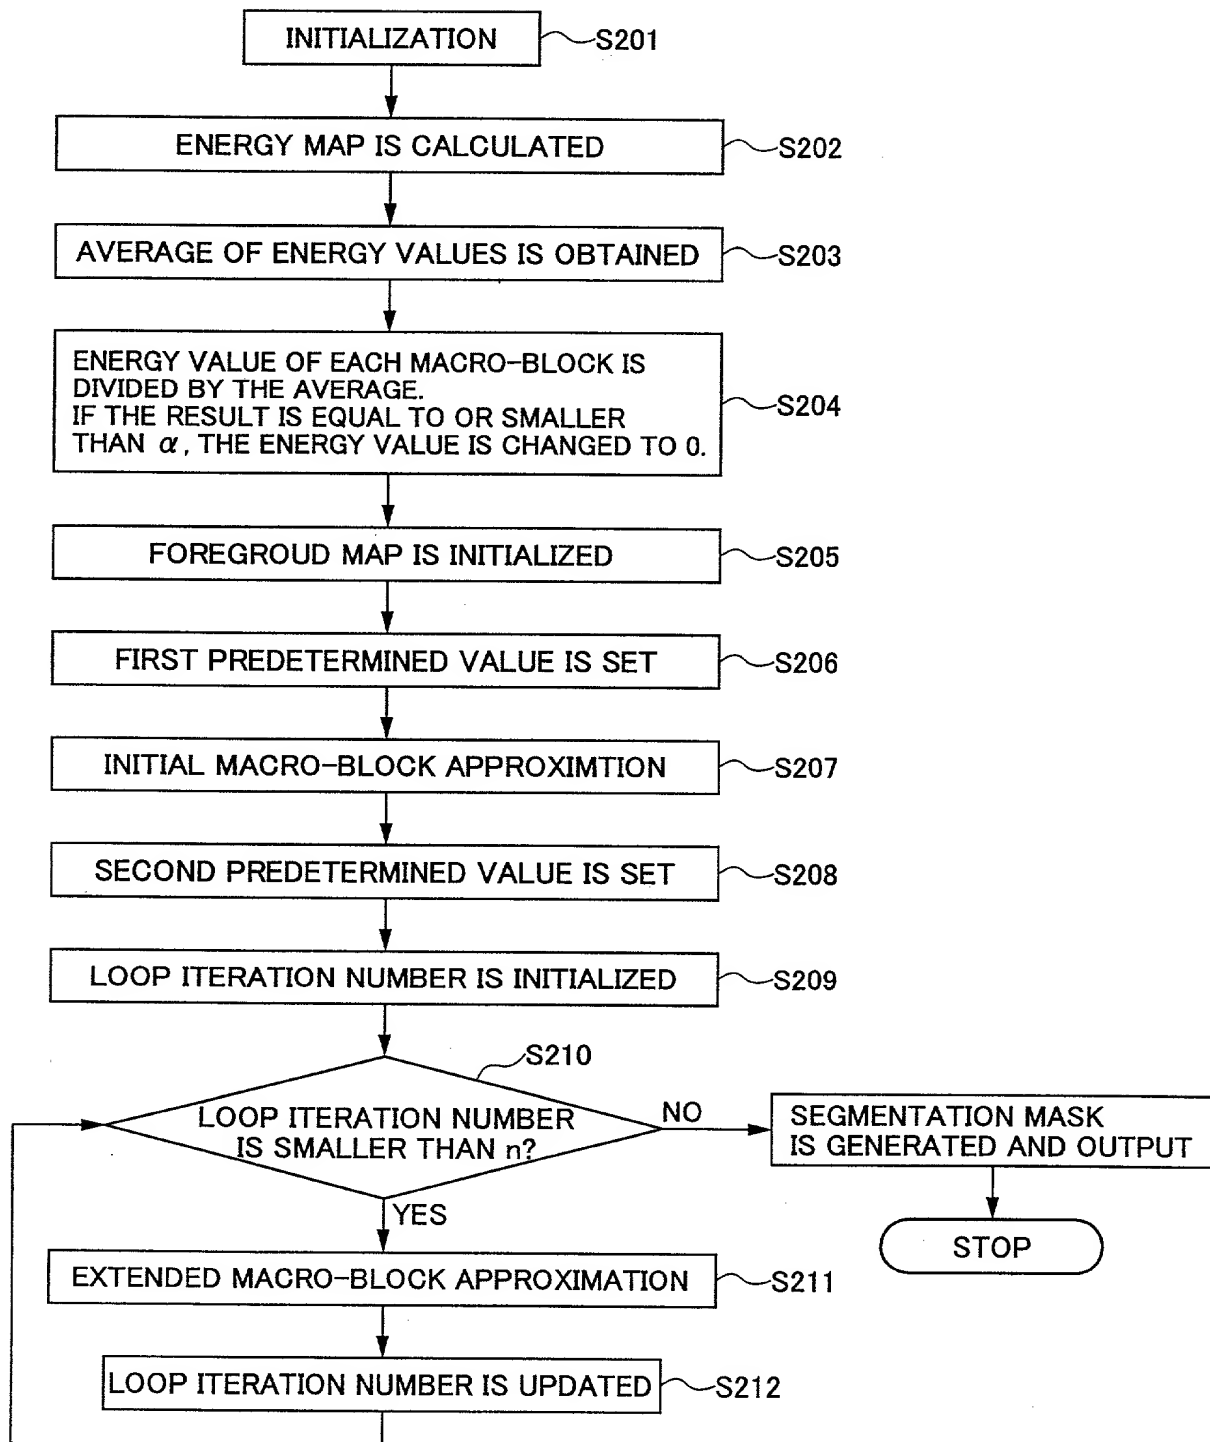 INITIALIZATION
S201
ENERGY MAP IS CALCULATED
S202
AVERAGE OF ENERGY VALUES IS OBTAINED
S203
ENERGY VALUE OF EACH MACRO-BLOCK IS
DIVIDED BY THE AVERAGE.
IF THE RESULT IS EQUAL TO OR SMALLER
THAN α, THE ENERGY VALUE IS CHANGED TO 0.
S204
FOREGROUD MAP IS INITIALIZED
S205
FIRST PREDETERMINED VALUE IS SET
S206
INITIAL MACRO-BLOCK APPROXIMTION
S207
SECOND PREDETERMINED VALUE IS SET
S208
LOOP ITERATION NUMBER IS INITIALIZED
S209
S210
LOOP ITERATION NUMBER
IS SMALLER THAN n?
NO
SEGMENTATION MASK
IS GENERATED AND OUTPUT
STOP
YES
EXTENDED MACRO-BLOCK APPROXIMATION
S211
LOOP ITERATION NUMBER IS UPDATED
S212